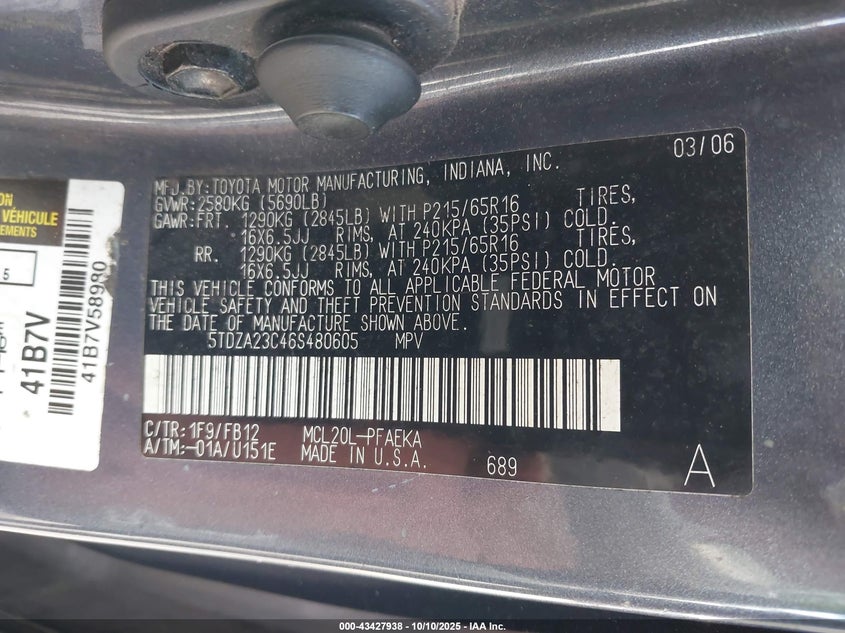 03/06
MFJ.BY:TOYOTA MOTOR MANUFACTURING, INDIANA, INC.
GVWR:2580KG (5690LB)
GAWR:FRT. 1290KG (2845LB) WITH P215/65R16 TIRES,
16X6.5JJ RIMS, AT 240KPA (35PSI) COLD.
RR. 1290KG (2845LB) WITH P215/65R16 TIRES,
16X6.5JJ RIMS, AT 240KPA (35PSI) COLD.
THIS VEHICLE CONFORMS TO ALL APPLICABLE FEDERAL MOTOR
VEHICLE SAFETY AND THEFT PREVENTION STANDARDS IN EFFECT ON
THE DATE OF MANUFACTURE SHOWN ABOVE.
5TDZA23C46S480605 MPV
C/TR: 1F9/FB12 MCL20L-PFAEKA
A/TM:-01A/U151E MADE IN U.S.A.
689
A
VÉHICULE
5
41B7V
41B7V58980
000-43427938 - 10/10/2025 - IAA Inc.